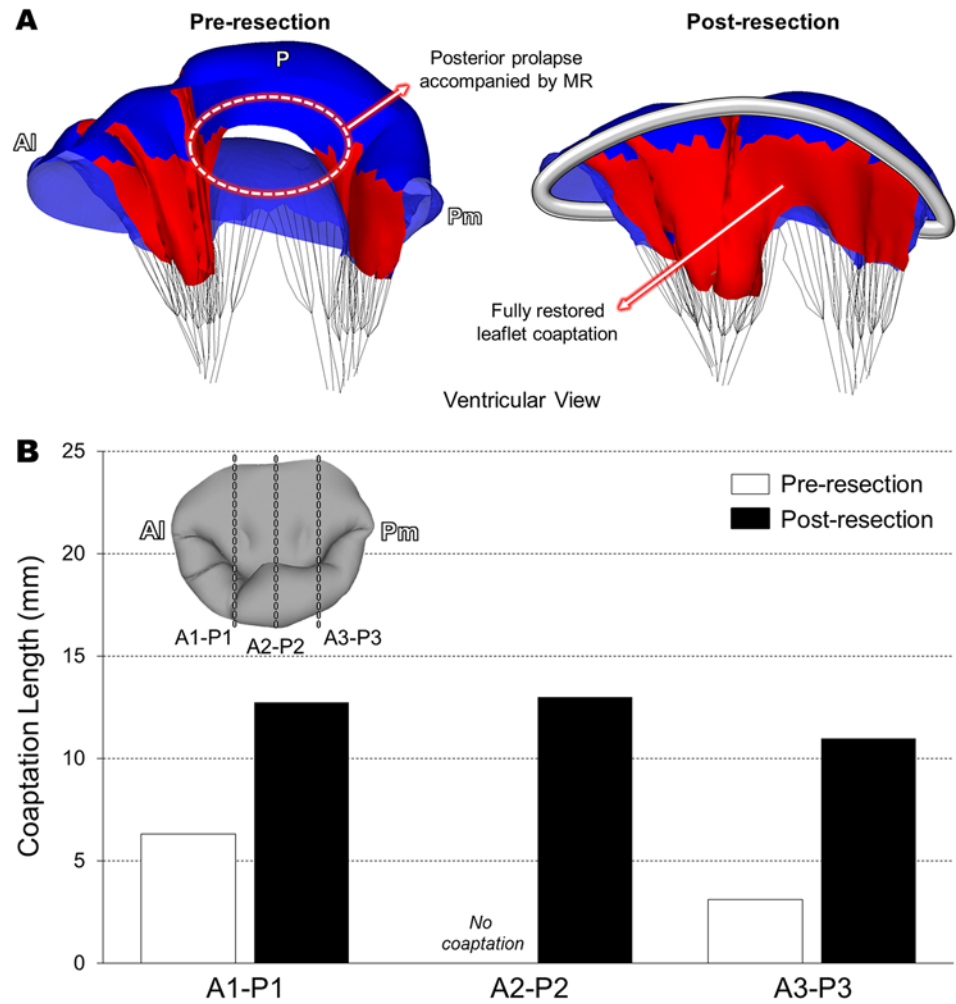 A
Pre-resection
Post-resection
P
Al
Pm
Posterior prolapse
accompanied by MR
Fully restored
leaflet coaptation
Ventricular View
B
Coaptation Length (mm)
25
20
15
10
5
0
Al
Pm
A1-P1
A2-P2
A3-P3
Pre-resection
Post-resection
No
coaptation
A1-P1
A2-P2
A3-P3